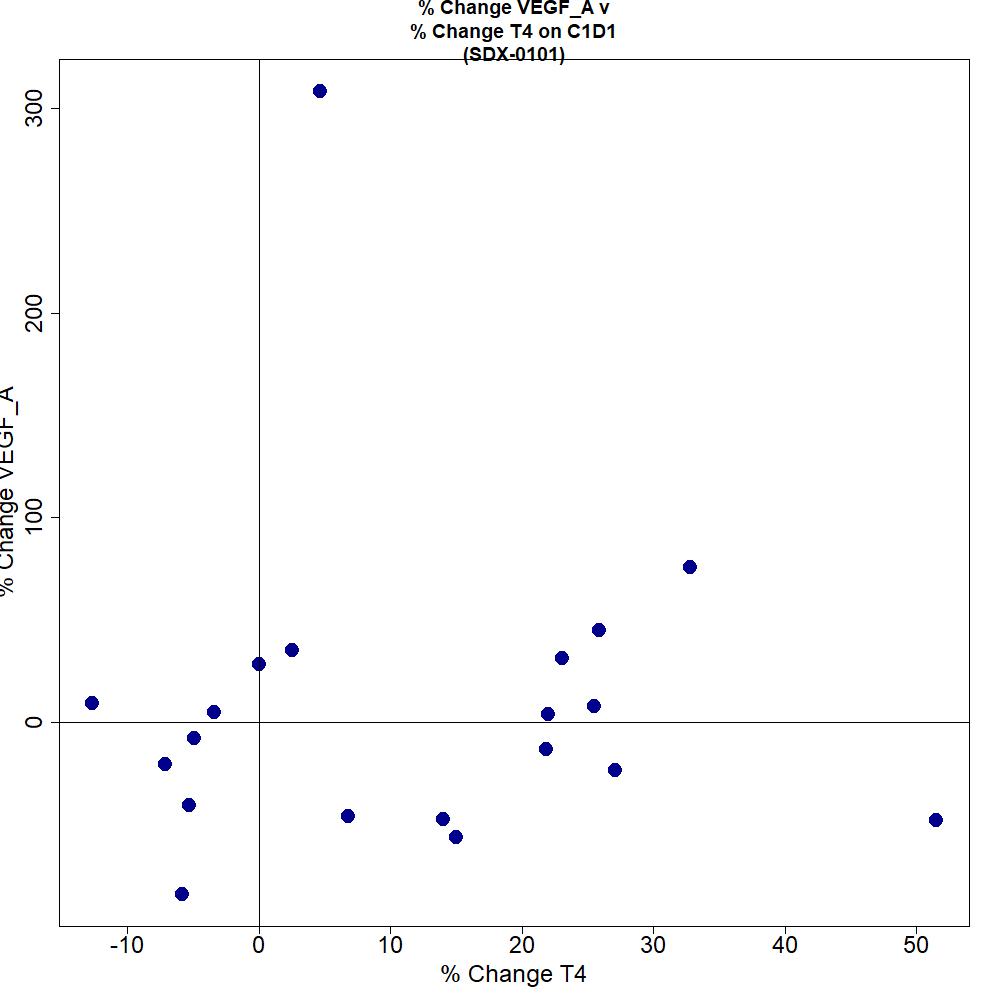 % Change VEGF_A v
% Change T4 on C1D1
(SDX-0101)
300
200
100
0
% Change VEGF_A
-10 0 10 20 30 40 50
% Change T4